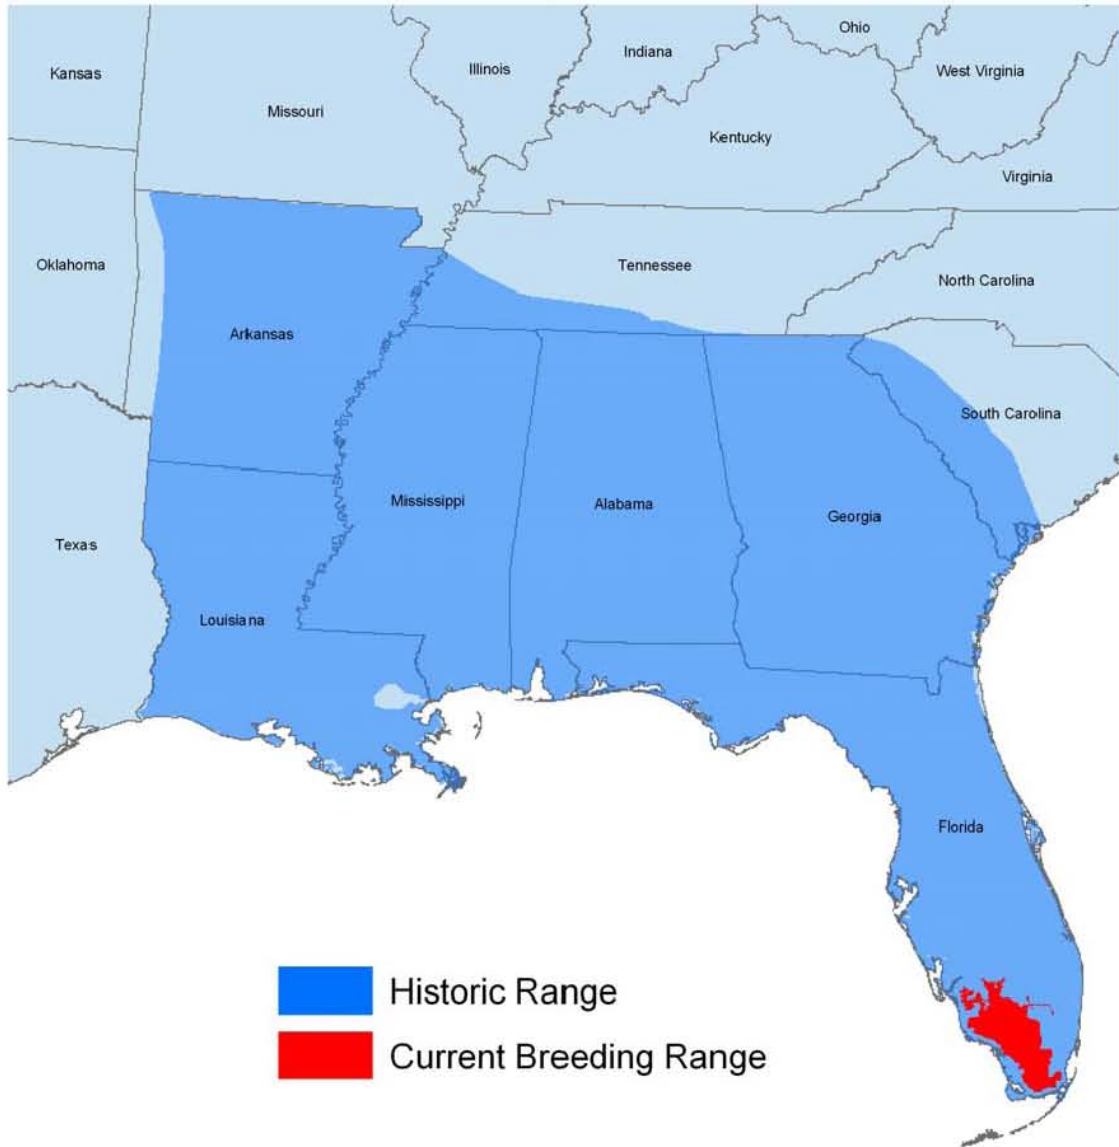 Ohio
Indiana
Illinois
West Virginia
Kansas
Missouri
Kentucky
Virginia
Oklahoma
Tennessee
North Carolina
Arkansas
South Carolina
Mississippi
Alabama
Georgia
Texas
Louisiana
Florida
Historic Range
Current Breeding Range